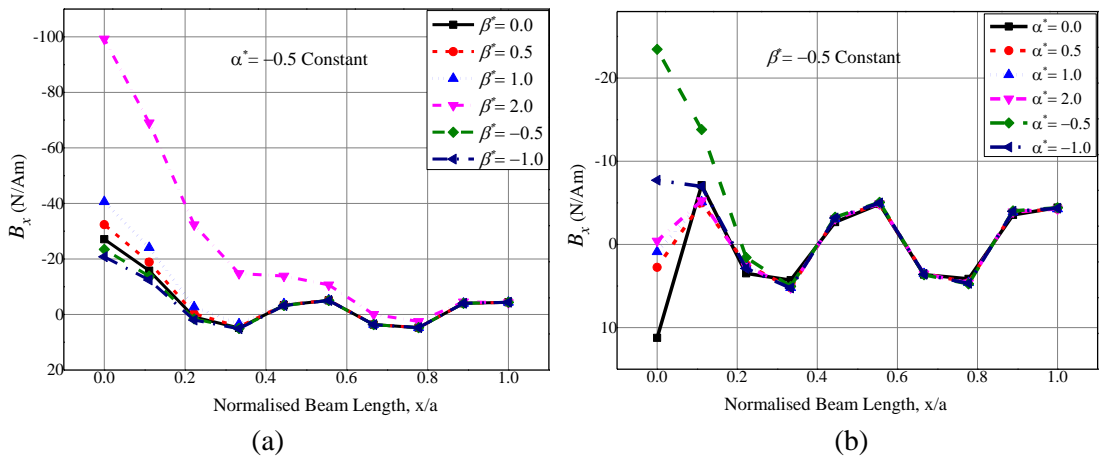 -100
-80
-60
-40
-20
0
20
B_x (N/Am)
α* = −0.5 Constant
β* = 0.0
β* = 0.5
β* = 1.0
β* = 2.0
β* = −0.5
β* = −1.0
0.0 0.2 0.4 0.6 0.8 1.0
Normalised Beam Length, x/a
(a)
-20
-10
0
10
B_x (N/Am)
β* = −0.5 Constant
α* = 0.0
α* = 0.5
α* = 1.0
α* = 2.0
α* = −0.5
α* = −1.0
0.0 0.2 0.4 0.6 0.8 1.0
Normalised Beam Length, x/a
(b)